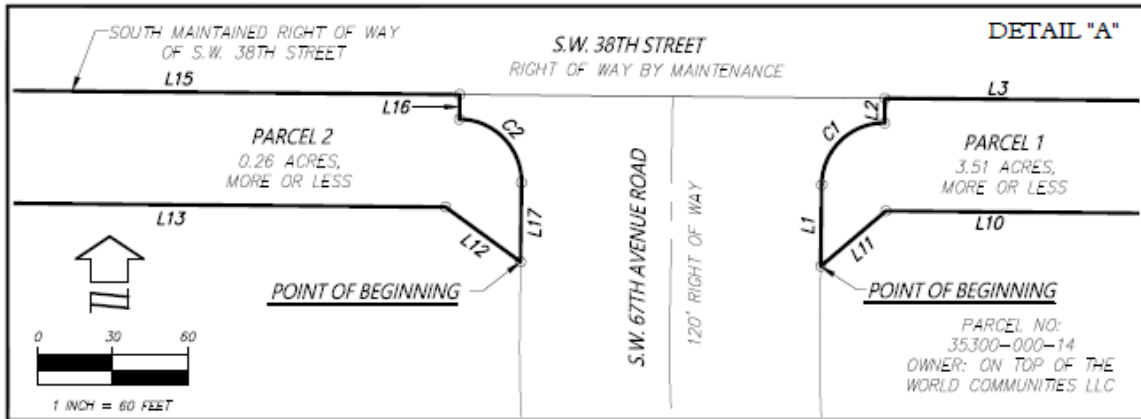 SOUTH MAINTAINED RIGHT OF WAY
OF S.W. 38TH STREET
S.W. 38TH STREET
RIGHT OF WAY BY MAINTENANCE
DETAIL "A"
L15
L16
C2
L3
L2
C1
PARCEL 2
0.26 ACRES,
MORE OR LESS
PARCEL 1
3.51 ACRES,
MORE OR LESS
L13
L12
L17
L1
L11
L10
S.W. 67TH AVENUE ROAD
120' RIGHT OF WAY
POINT OF BEGINNING
POINT OF BEGINNING
PARCEL NO:
35300-000-14
OWNER: ON TOP OF THE
WORLD COMMUNITIES LLC
N
0 30 60
1 INCH = 60 FEET